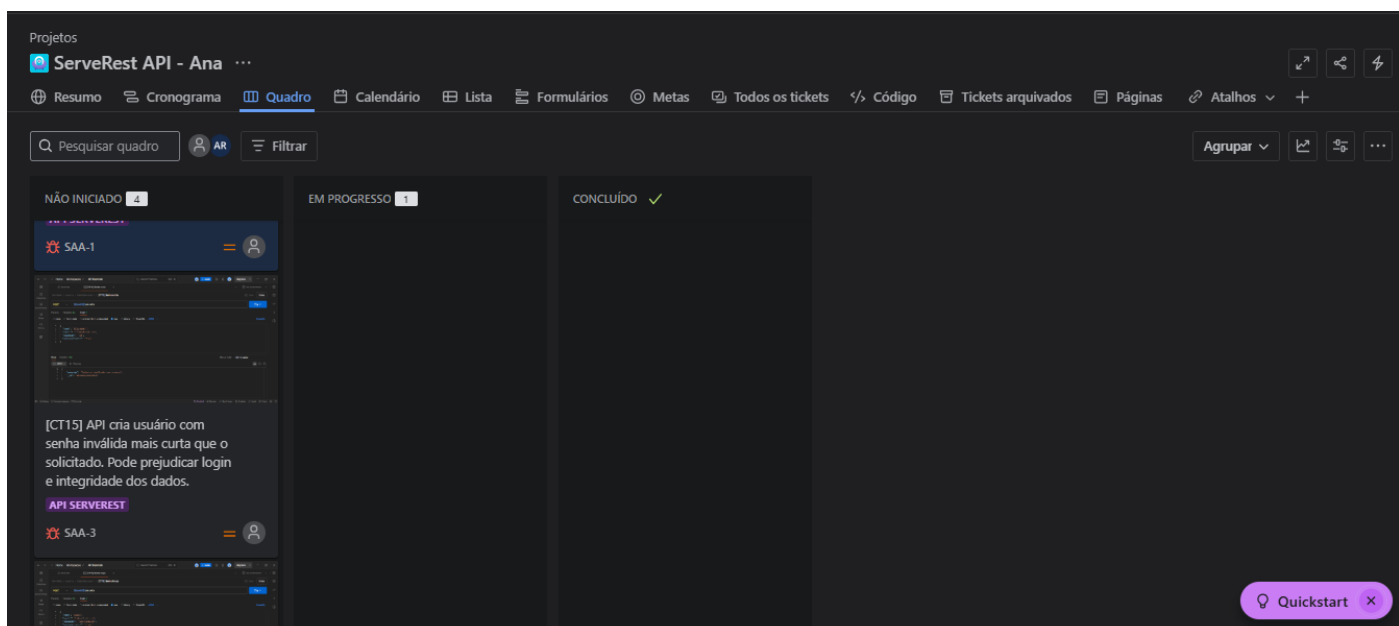 Projetos
ServeRest API - Ana
Resumo Cronograma Quadro Calendário Lista Formulários Metas Todos os tickets Código Tickets arquivados Páginas Atalhos
Pesquisar quadro AR Filtrar Agrupar
NÃO INICIADO 4 EM PROGRESSO 1 CONCLUÍDO
API SERVEREST
SAA-1
[CT15] API cria usuário com
senha inválida mais curta que o
solicitado. Pode prejudicar login
e integridade dos dados.
API SERVEREST
SAA-3
Quickstart